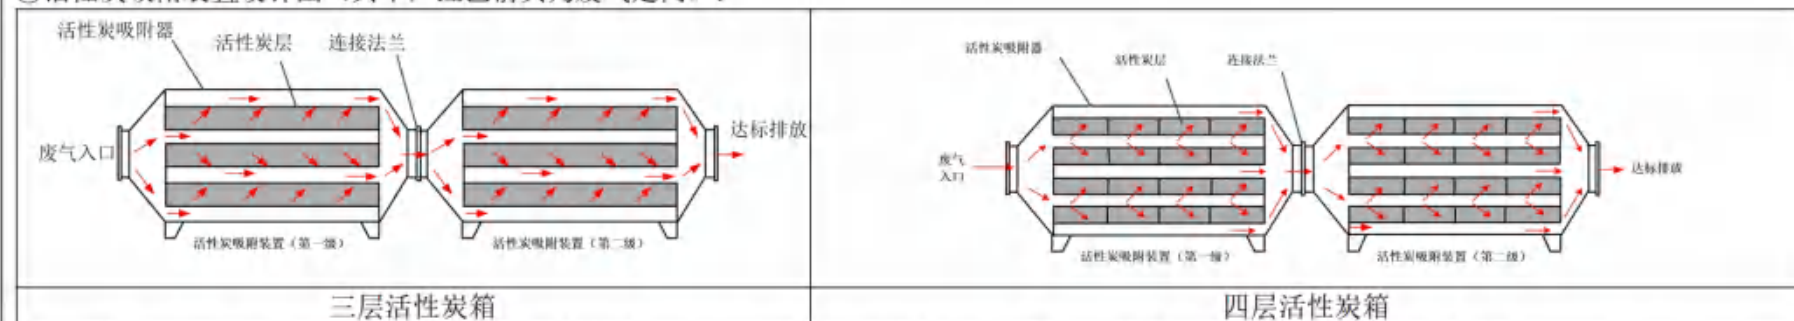 活性炭吸附器
活性炭层
连接法兰
废气入口
达标排放
活性炭吸附装置（第一级）
活性炭吸附装置（第二级）
三层活性炭箱
活性炭吸附器
活性炭层
连接法兰
废气
入口
达标排放
活性炭吸附装置（第一级）
活性炭吸附装置（第二级）
四层活性炭箱